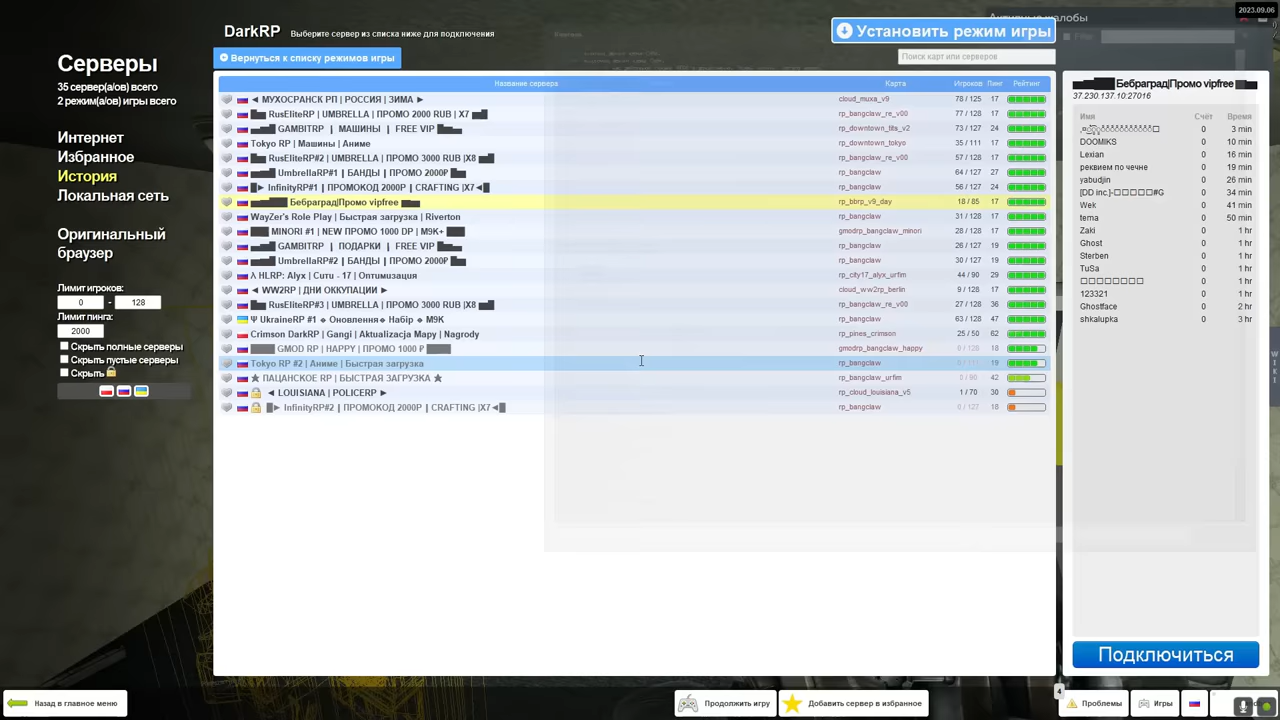 2023.09.06
Активные жалобы
DarkRP
Выберите сервер из списка ниже для подключения
Установить режим игры
Вернуться к списку режимов игры
Поиск карт или серверов
Серверы
35 сервер(а/ов) всего
2 режим(а/ов) игры всего
Интернет
Избранное
История
Локальная сеть
Оригинальный
браузер
Лимит игроков:
0 - 128
Лимит пинга:
2000
Скрыть полные серверы
Скрыть пустые серверы
Скрыть
Название сервера Карта Игроков Пинг Рейтинг
◄ МУХОСРАНСК РП | РОССИЯ | ЗИМА ► cloud_muxa_v9 78 / 125 17
RusEliteRP | UMBRELLA | ПРОМО 2000 RUB | X7 rp_bangclaw_re_v00 77 / 128 17
GAMBITRP | МАШИНЫ | FREE VIP rp_downtown_tits_v2 73 / 127 24
Tokyo RP | Машины | Аниме rp_downtown_tokyo 35 / 111 17
RusEliteRP#2 | UMBRELLA | ПРОМО 3000 RUB |X8 rp_bangclaw_re_v00 57 / 128 17
UmbrellaRP#1 | БАНДЫ | ПРОМО 2000₽ rp_bangclaw 64 / 127 27
InfinityRP#1 | ПРОМОКОД 2000Р | CRAFTING |X7 rp_bangclaw 56 / 127 24
Бебраград|Промо vipfree rp_bbrp_v9_day 18 / 85 17
WayZer's Role Play | Быстрая загрузка | Riverton rp_bangclaw 31 / 128 17
MINORI #1 | NEW ПРОМО 1000 DP | M9K+ gmodrp_bangclaw_minori 28 / 128 17
GAMBITRP | ПОДАРКИ | FREE VIP rp_bangclaw 26 / 127 19
UmbrellaRP#2 | БАНДЫ | ПРОМО 2000₽ rp_bangclaw 30 / 127 19
λ HLRP: Alyx | Сити - 17 | Оптимизация rp_city17_alyx_urfim 44 / 90 29
◄ WW2RP | ДНИ ОККУПАЦИИ ► cloud_ww2rp_berlin 9 / 128 17
RusEliteRP#3 | UMBRELLA | ПРОМО 3000 RUB |X8 rp_bangclaw_re_v00 27 / 128 36
Ψ UkraineRP #1 ⟡ Оновлення⟡ Набір ⟡ M9K rp_bangclaw 63 / 128 47
Crimson DarkRP | Gangi | Aktualizacja Mapy | Nagrody rp_pines_crimson 25 / 50 62
GMOD RP | HAPPY | ПРОМО 1000 ₽ gmodrp_bangclaw_happy 0 / 128 18
Tokyo RP #2 | Аниме | Быстрая загрузка rp_bangclaw 0 / 111 19
★ ПАЦАНСКОЕ RP | БЫСТРАЯ ЗАГРУЗКА ★ rp_bangclaw_urfim 0 / 90 42
◄ LOUISIANA | POLICERP ► rp_cloud_louisiana_v5 1 / 70 30
InfinityRP#2 | ПРОМОКОД 2000Р | CRAFTING |X7 rp_bangclaw 0 / 127 18
Бебраград|Промо vipfree
37.230.137.10:27016
Имя Счёт Время
0 3 min
DOOMIKS 0 10 min
Lexian 0 16 min
реквием по чечне 0 19 min
yabudjin 0 26 min
[DD inc.]-□□□□□#G 0 34 min
Wek 0 41 min
tema 0 50 min
Zaki 0 1 hr
Ghost 0 1 hr
Sterben 0 1 hr
TuSa 0 1 hr
□□□□□□□□ 0 1 hr
123321 0 1 hr
Ghostface 0 2 hr
shkalupka 0 3 hr
Подключиться
Назад в главное меню
Продолжить игру
Добавить сервер в избранное
4
Проблемы
Игры